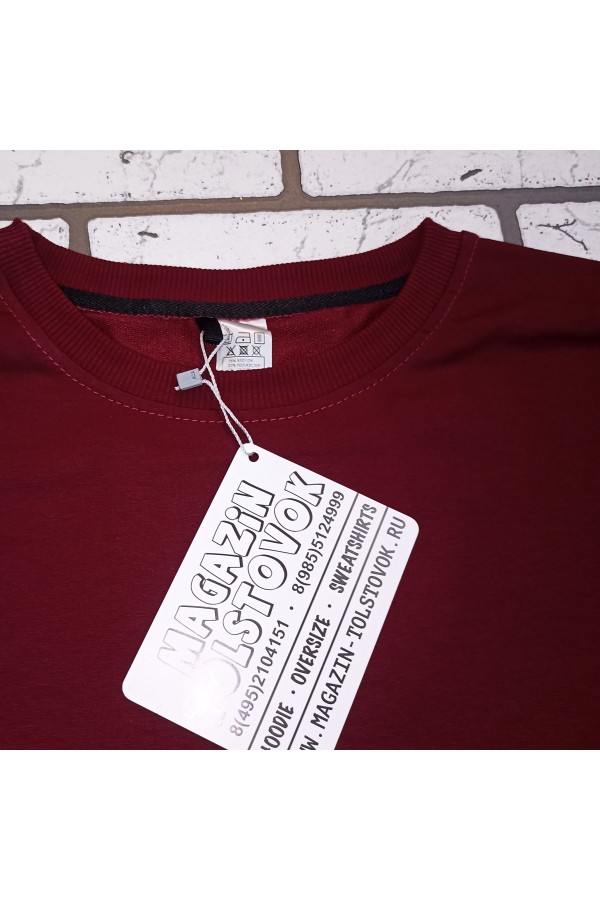 MAGAZiN
TOLSTOVOK
8(495)2104151 • 8(985)5124999
HOODIE • OVERSIZE • SWEATSHIRTS
WWW.MAGAZIN-TOLSTOVOK.RU